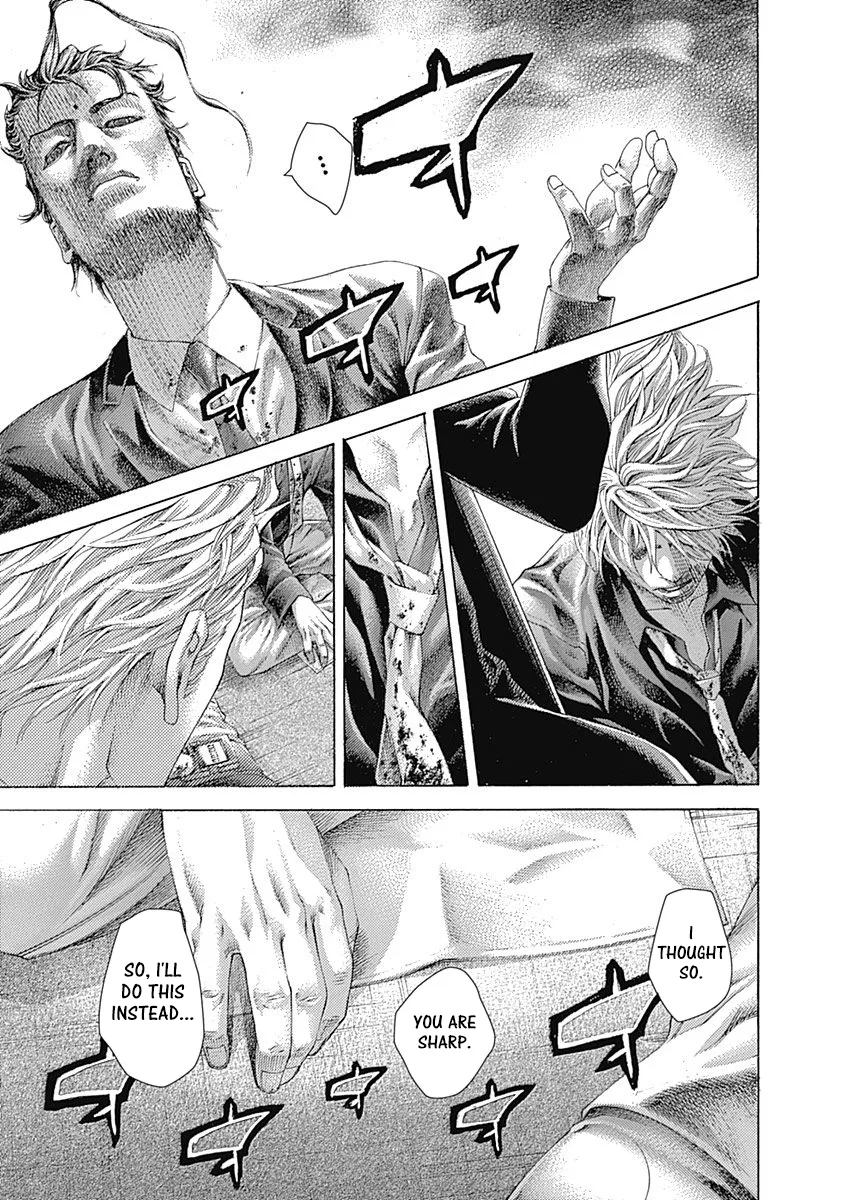 ...
I
THOUGHT
SO.
YOU ARE
SHARP.
SO, I'LL
DO THIS
INSTEAD...